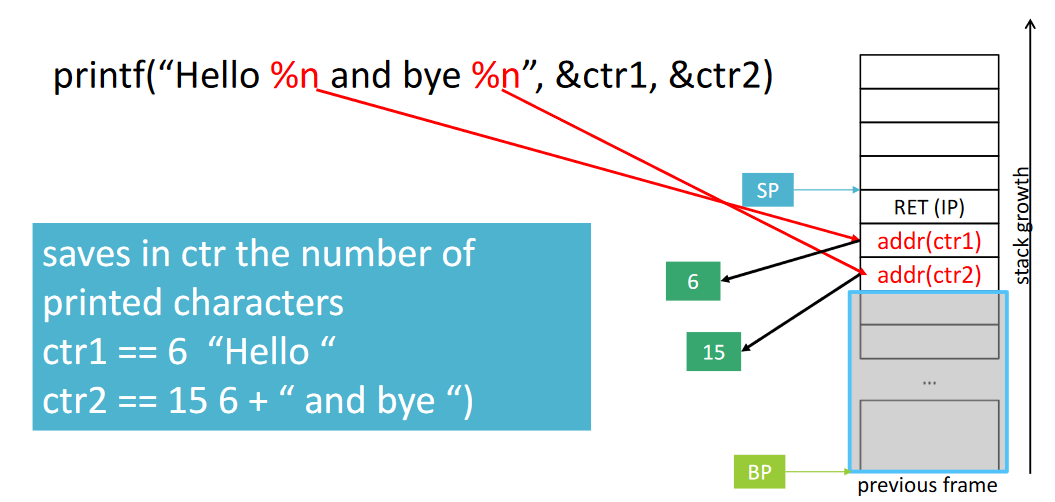 printf(“Hello %n and bye %n”, &ctr1, &ctr2)
SP
RET (IP)
addr(ctr1)
addr(ctr2)
stack growth
saves in ctr the number of
printed characters
ctr1 == 6  “Hello “
ctr2 == 15 6 + “ and bye “)
6
15
...
BP
previous frame